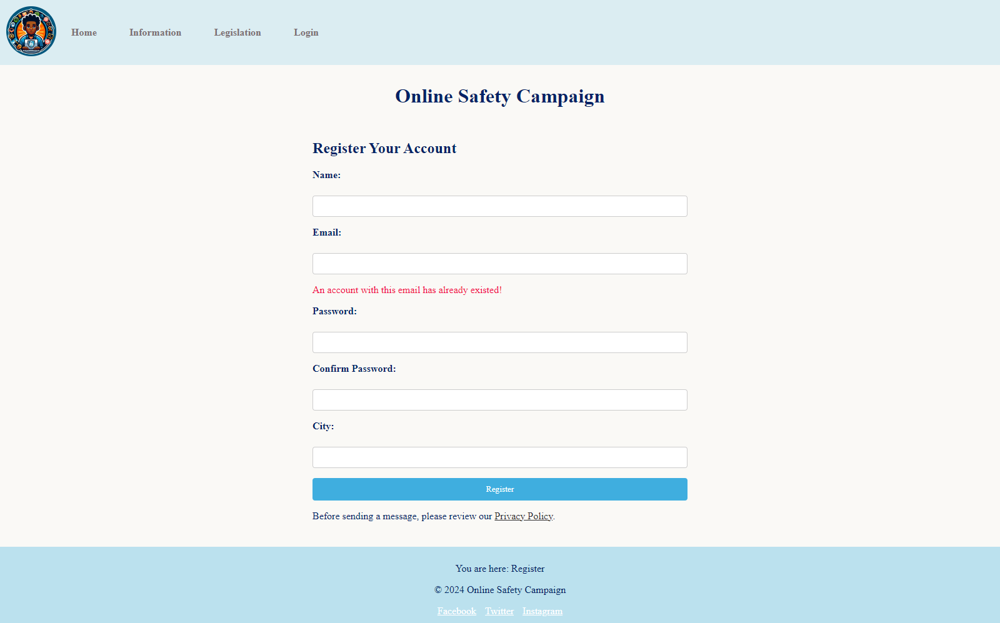 Home Information Legislation Login
Online Safety Campaign
Register Your Account
Name:
Email:
An account with this email has already existed!
Password:
Confirm Password:
City:
Register
Before sending a message, please review our Privacy Policy.
You are here: Register
© 2024 Online Safety Campaign
Facebook Twitter Instagram